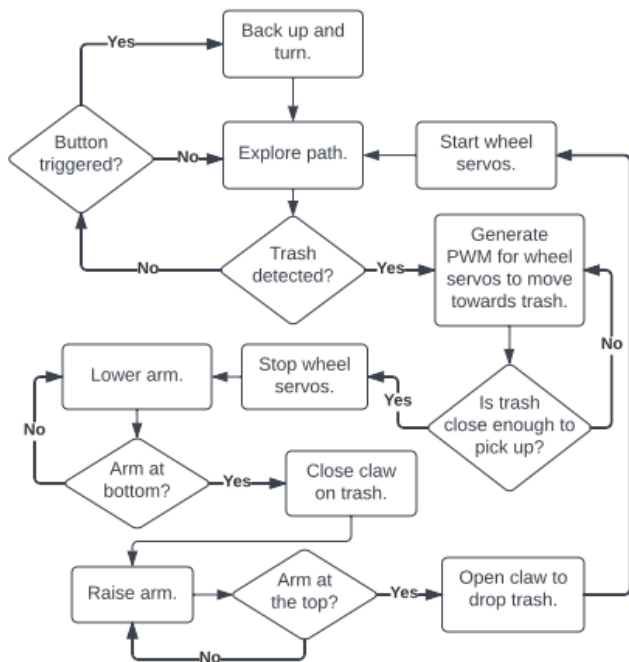 Yes
Back up and
turn.
Button
triggered?
No
Explore path.
Start wheel
servos.
No
Trash
detected?
Yes
Generate
PWM for wheel
servos to move
towards trash.
No
Lower arm.
Stop wheel
servos.
Yes
Is trash
close enough to
pick up?
No
Arm at
bottom?
Yes
Close claw
on trash.
Raise arm.
Arm at
the top?
Yes
Open claw to
drop trash.
No